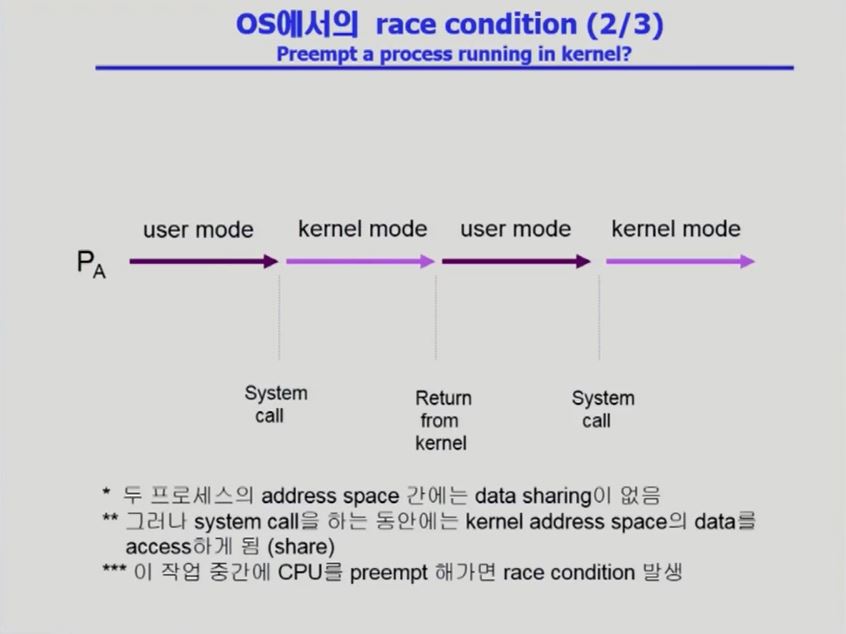 OS에서의 race condition (2/3)
Preempt a process running in kernel?
user mode kernel mode user mode kernel mode
PA
System call
Return from kernel
System call
* 두 프로세스의 address space 간에는 data sharing이 없음
** 그러나 system call을 하는 동안에는 kernel address space의 data를
access하게 됨 (share)
*** 이 작업 중간에 CPU를 preempt 해가면 race condition 발생